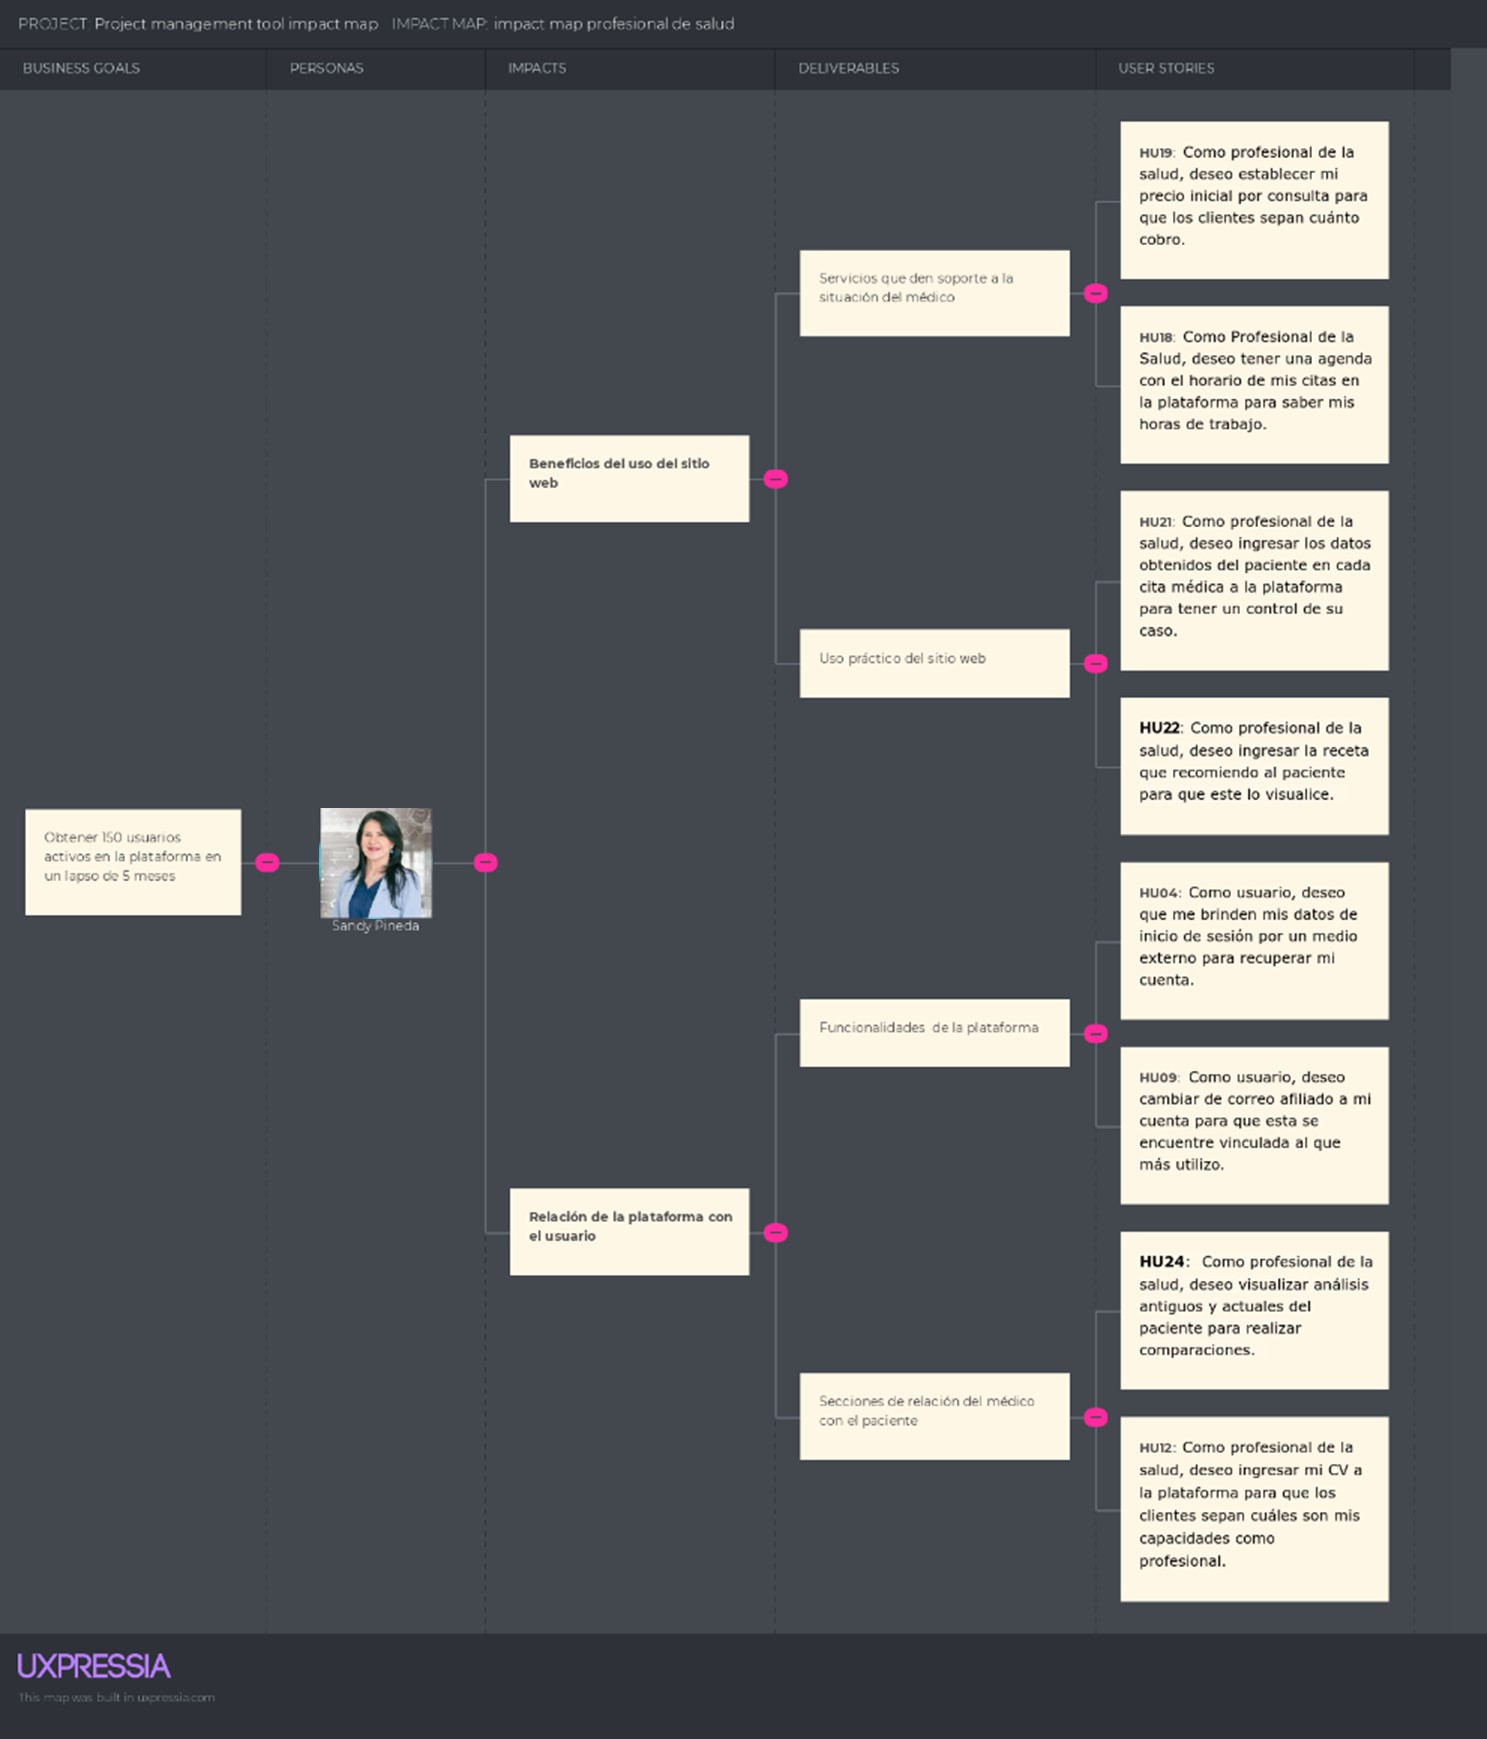 PROJECT: Project management tool impact map IMPACT MAP: impact map profesional de salud
BUSINESS GOALS
PERSONAS
IMPACTS
DELIVERABLES
USER STORIES
Obtener 150 usuarios
activos en la plataforma en
un lapso de 5 meses
Sandy Pineda
Beneficios del uso del sitio
web
Servicios que den soporte a la
situación del médico
HU19: Como profesional de la
salud, deseo establecer mi
precio inicial por consulta para
que los clientes sepan cuánto
cobro.
HU18: Como Profesional de la
Salud, deseo tener una agenda
con el horario de mis citas en
la plataforma para saber mis
horas de trabajo.
Uso práctico del sitio web
HU21: Como profesional de la
salud, deseo ingresar los datos
obtenidos del paciente en cada
cita médica a la plataforma
para tener un control de su
caso.
HU22: Como profesional de la
salud, deseo ingresar la receta
que recomiendo al paciente
para que este lo visualice.
Relación de la plataforma con
el usuario
Funcionalidades de la plataforma
HU04: Como usuario, deseo
que me brinden mis datos de
inicio de sesión por un medio
externo para recuperar mi
cuenta.
HU09: Como usuario, deseo
cambiar de correo afiliado a mi
cuenta para que esta se
encuentre vinculada al que
más utilizo.
Secciones de relación del médico
con el paciente
HU24: Como profesional de la
salud, deseo visualizar análisis
antiguos y actuales del
paciente para realizar
comparaciones.
HU12: Como profesional de la
salud, deseo ingresar mi CV a
la plataforma para que los
clientes sepan cuáles son mis
capacidades como
profesional.
UXPRESSIA
This map was built in uxpressia.com